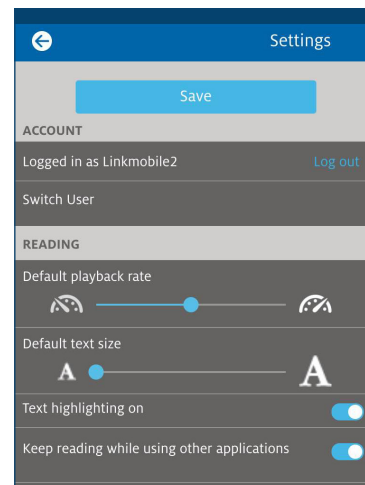 Settings
Save
ACCOUNT
Logged in as Linkmobile2 Log out
Switch User
READING
Default playback rate
Default text size
A A
Text highlighting on
Keep reading while using other applications